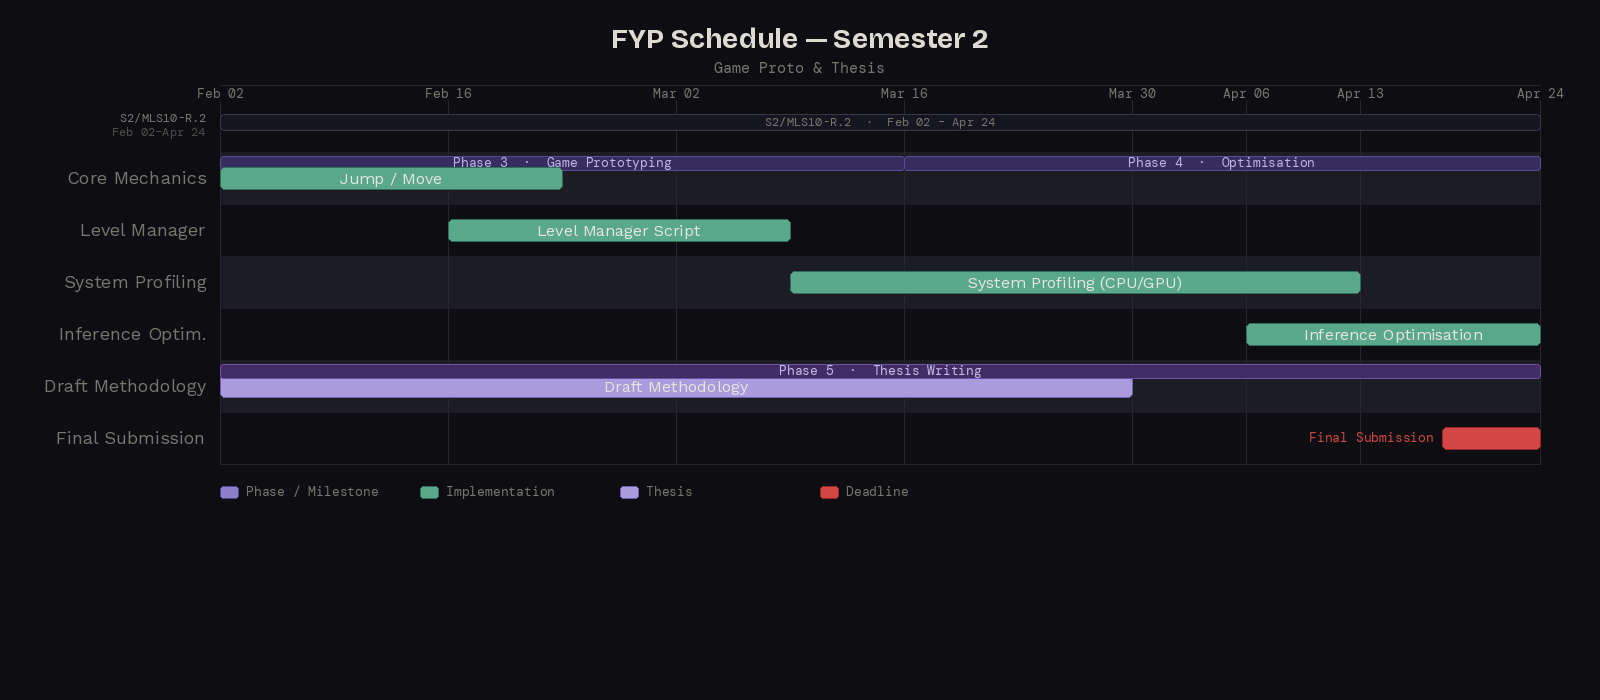 FYP Schedule — Semester 2
Game Proto & Thesis
Feb 02 Feb 16 Mar 02 Mar 16 Mar 30 Apr 06 Apr 13 Apr 24
S2/MLS10-R.2
Feb 02–Apr 24
S2/MLS10-R.2 · Feb 02 – Apr 24
Phase 3 · Game Prototyping Phase 4 · Optimisation
Core Mechanics Jump / Move
Level Manager Level Manager Script
System Profiling System Profiling (CPU/GPU)
Inference Optim. Inference Optimisation
Phase 5 · Thesis Writing
Draft Methodology Draft Methodology
Final Submission Final Submission
Phase / Milestone Implementation Thesis Deadline